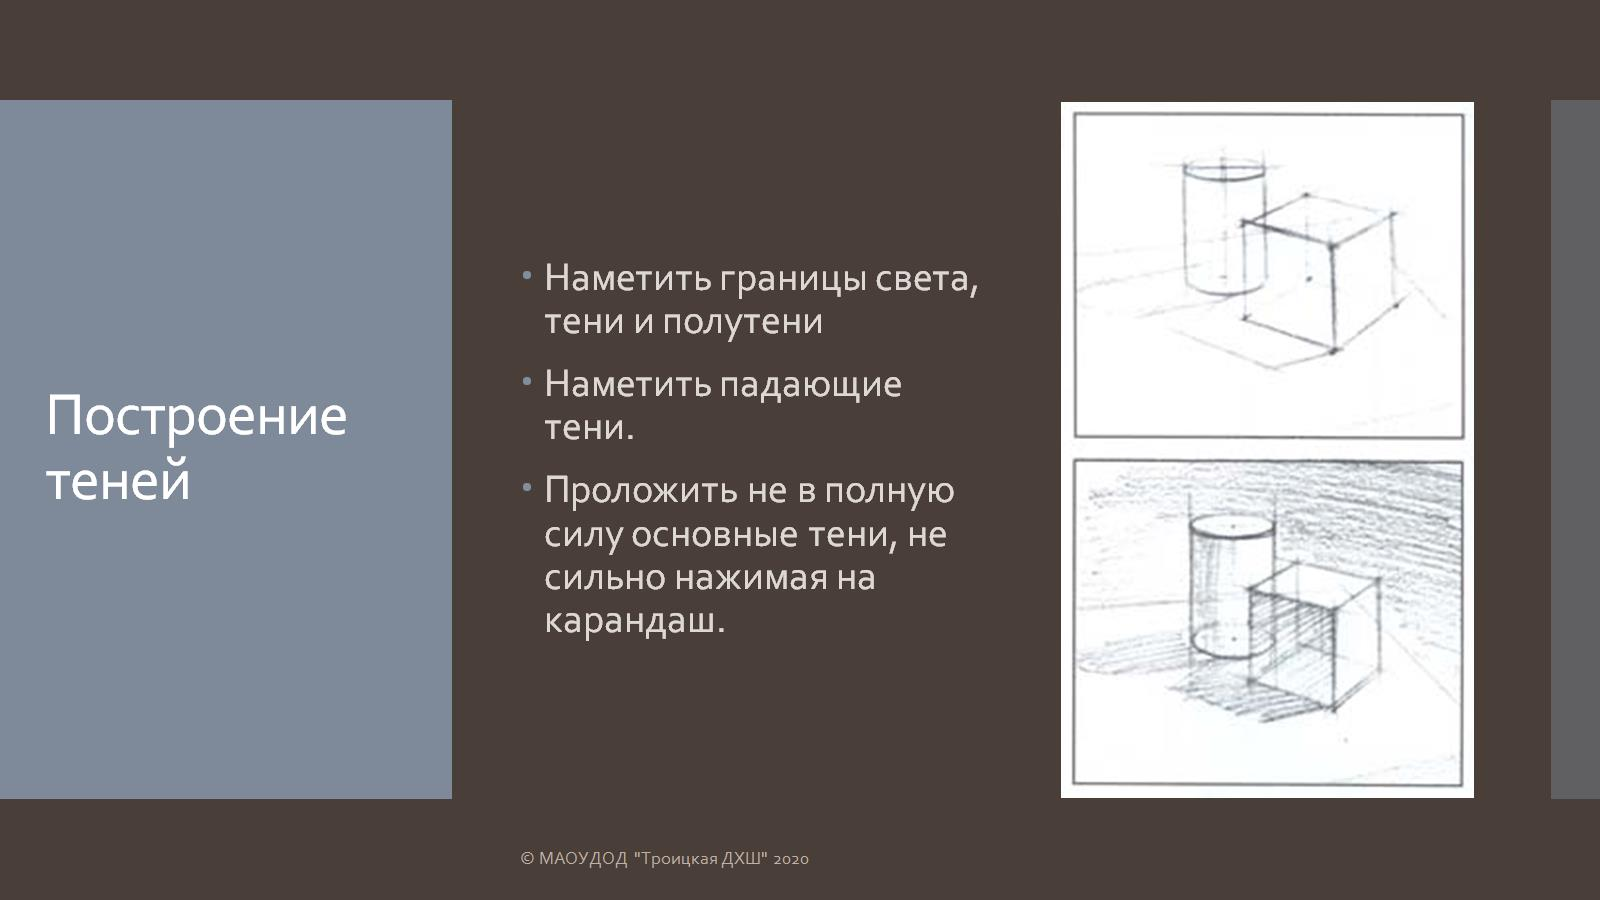 Построение
теней
• Наметить границы света,
тени и полутени
• Наметить падающие
тени.
• Проложить не в полную
силу основные тени, не
сильно нажимая на
карандаш.
© МАОУДОД "Троицкая ДХШ" 2020